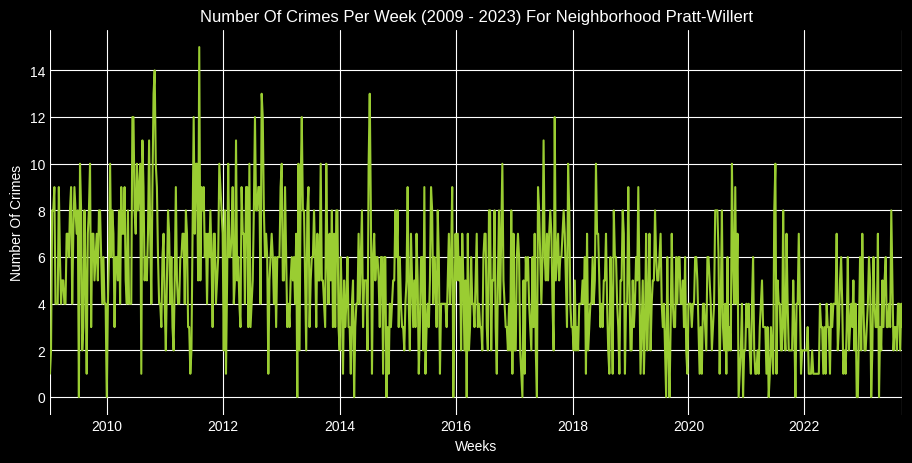 Number Of Crimes Per Week (2009 - 2023) For Neighborhood Pratt-Willert
Number Of Crimes
14
12
10
8
6
4
2
0
2010 2012 2014 2016 2018 2020 2022
Weeks